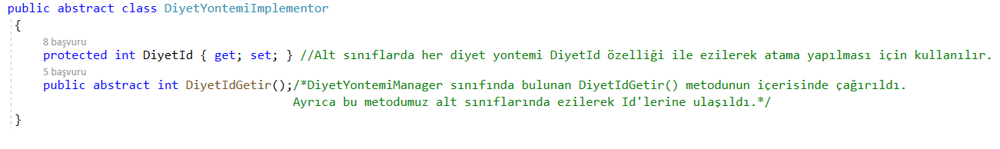 public abstract class DiyetYontemiImplementor
{
8 başvuru
protected int DiyetId { get; set; } //Alt sınıflarda her diyet yontemi DiyetId özelliği ile ezilerek atama yapılması için kullanılır.
5 başvuru
public abstract int DiyetIdGetir();/*DiyetYontemiManager sınıfında bulunan DiyetIdGetir() metodunun içerisinde çağırıldı.
Ayrıca bu metodumuz alt sınıflarında ezilerek Id'lerine ulaşıldı.*/
}